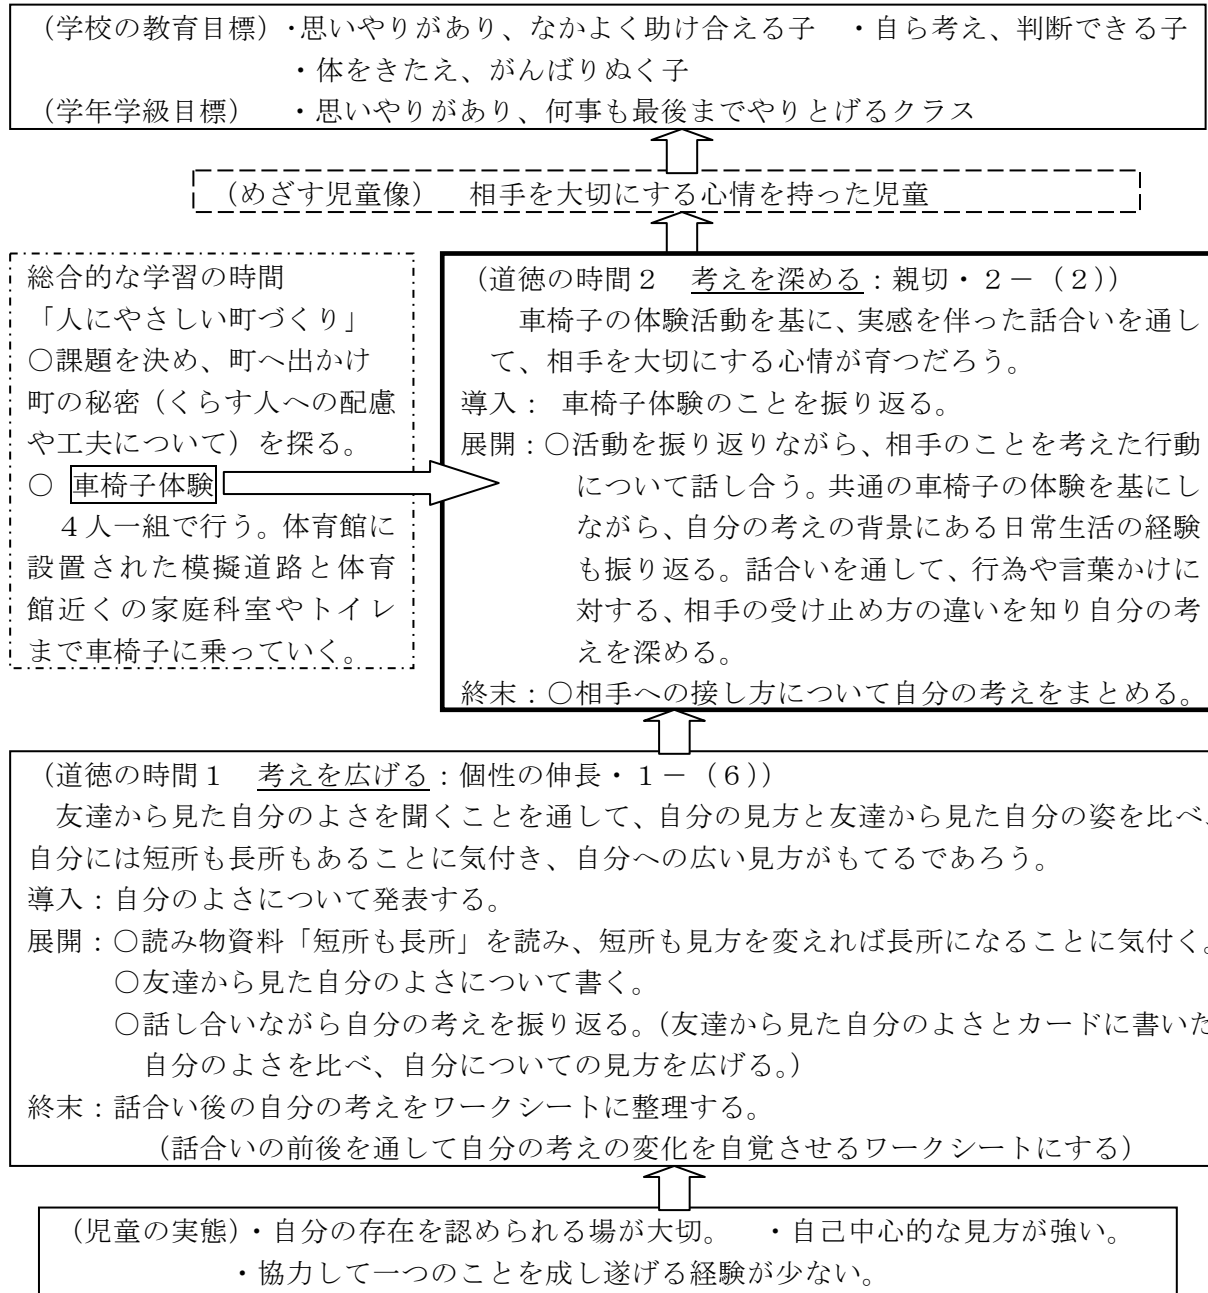 （学校の教育目標）・思いやりがあり、なかよく助け合える子　・自ら考え、判断できる子
・体をきたえ、がんばりぬく子
（学年学級目標）　・思いやりがあり、何事も最後までやりとげるクラス
（めざす児童像）　相手を大切にする心情を持った児童
総合的な学習の時間
「人にやさしい町づくり」
○課題を決め、町へ出かけ
町の秘密（くらす人への配慮
や工夫について）を探る。
○ 車椅子体験
４人一組で行う。体育館に
設置された模擬道路と体育
館近くの家庭科室やトイレ
まで車椅子に乗っていく。
（道徳の時間２　考えを深める：親切・２－（２））
車椅子の体験活動を基に、実感を伴った話合いを通し
て、相手を大切にする心情が育つだろう。
導入： 車椅子体験のことを振り返る。
展開：○活動を振り返りながら、相手のことを考えた行動
について話し合う。共通の車椅子の体験を基にし
ながら、自分の考えの背景にある日常生活の経験
も振り返る。話合いを通して、行為や言葉かけに
対する、相手の受け止め方の違いを知り自分の考
えを深める。
終末：○相手への接し方について自分の考えをまとめる。
（道徳の時間１　考えを広げる：個性の伸長・１－（６））
友達から見た自分のよさを聞くことを通して、自分の見方と友達から見た自分の姿を比べ、
自分には短所も長所もあることに気付き、自分への広い見方がもてるであろう。
導入：自分のよさについて発表する。
展開：○読み物資料「短所も長所」を読み、短所も見方を変えれば長所になることに気付く。
○友達から見た自分のよさについて書く。
○話し合いながら自分の考えを振り返る。（友達から見た自分のよさとカードに書いた
自分のよさを比べ、自分についての見方を広げる。）
終末：話合い後の自分の考えをワークシートに整理する。
（話合いの前後を通して自分の考えの変化を自覚させるワークシートにする）
（児童の実態）・自分の存在を認められる場が大切。　・自己中心的な見方が強い。
・協力して一つのことを成し遂げる経験が少ない。